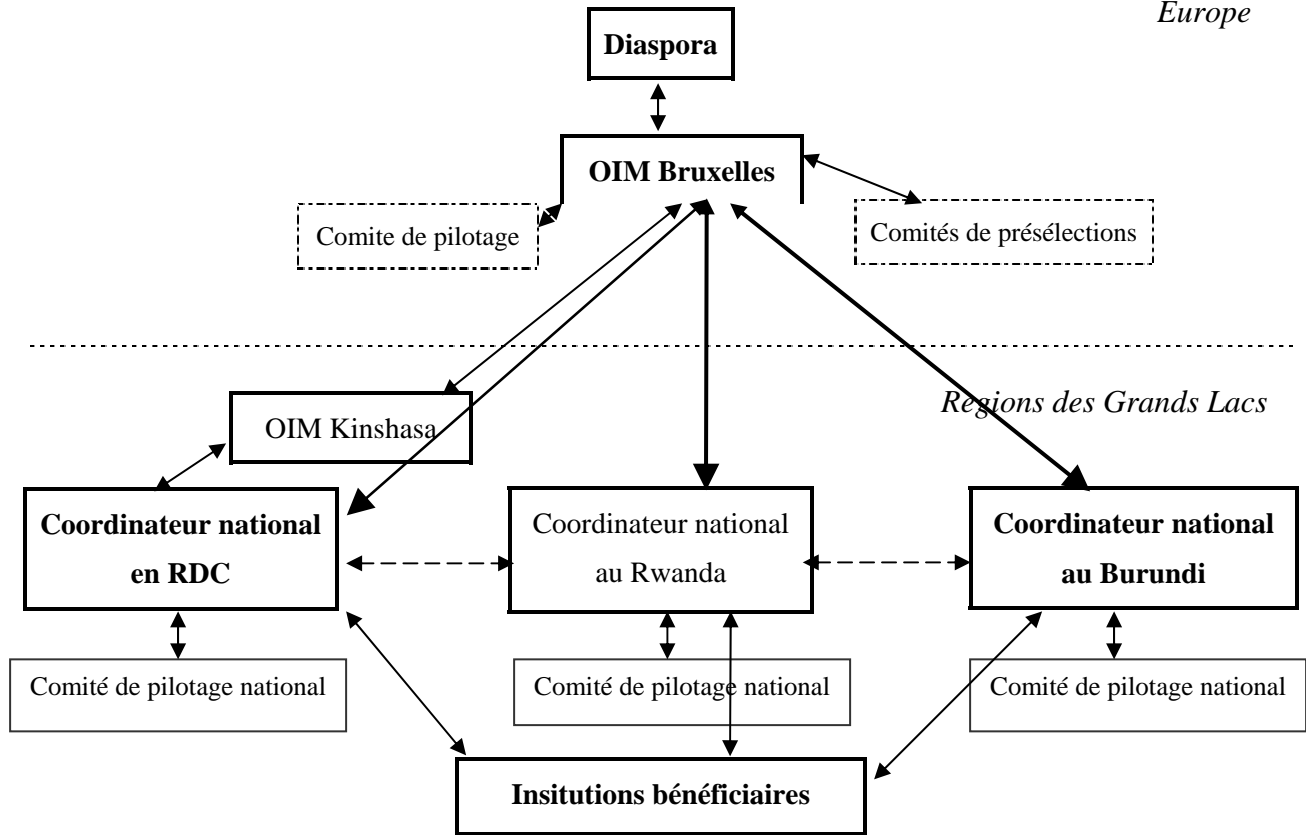 Europe
Diaspora
OIM Bruxelles
Comite de pilotage
Comités de présélections
Régions des Grands Lacs
OIM Kinshasa
Coordinateur national
en RDC
Coordinateur national
au Rwanda
Coordinateur national
au Burundi
Comité de pilotage national
Comité de pilotage national
Comité de pilotage national
Insitutions bénéficiaires